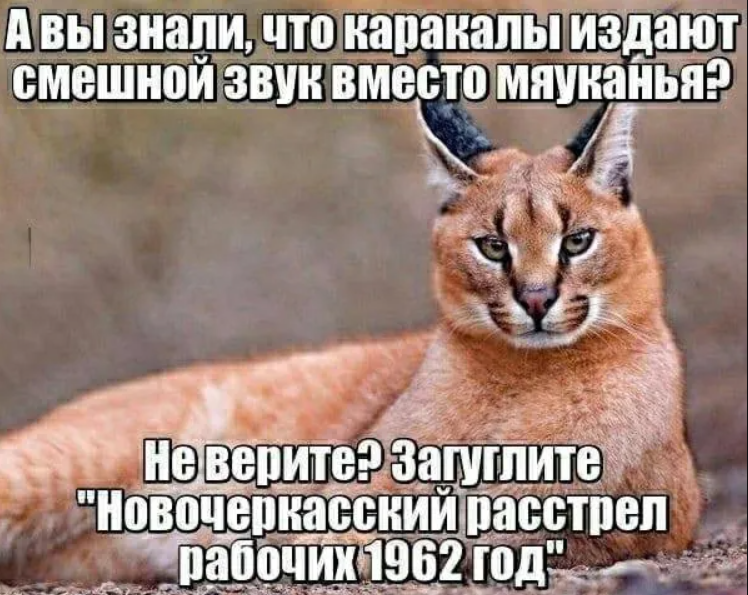 А вы знали, что каракалы издают
смешной звук вместо мяуканья?
Не верите? Загуглите
"Новочеркасский расстрел
рабочих 1962 год"